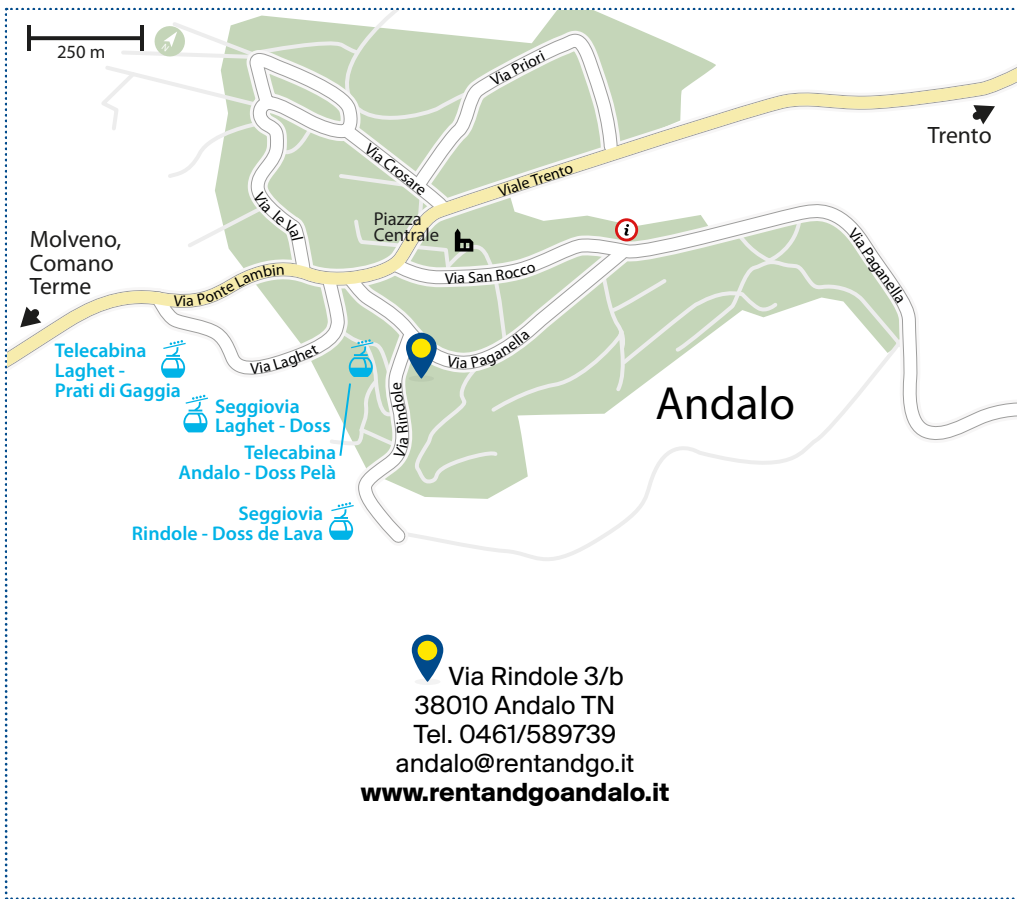 250 m
N
Via Priori
Trento
Via Crosare
Viale Trento
Via le Val
Piazza
Centrale
i
Molveno,
Comano
Terme
Via San Rocco
Via Paganella
Via Ponte Lambin
Telecabina
Laghet -
Prati di Gaggia
Via Laghet
Via Paganella
Via Rindole
Andalo
Seggiovia
Laghet - Doss
Telecabina
Andalo - Doss Pelà
Seggiovia
Rindole - Doss de Lava
Via Rindole 3/b
38010 Andalo TN
Tel. 0461/589739
andalo@rentandgo.it
www.rentandgoandalo.it